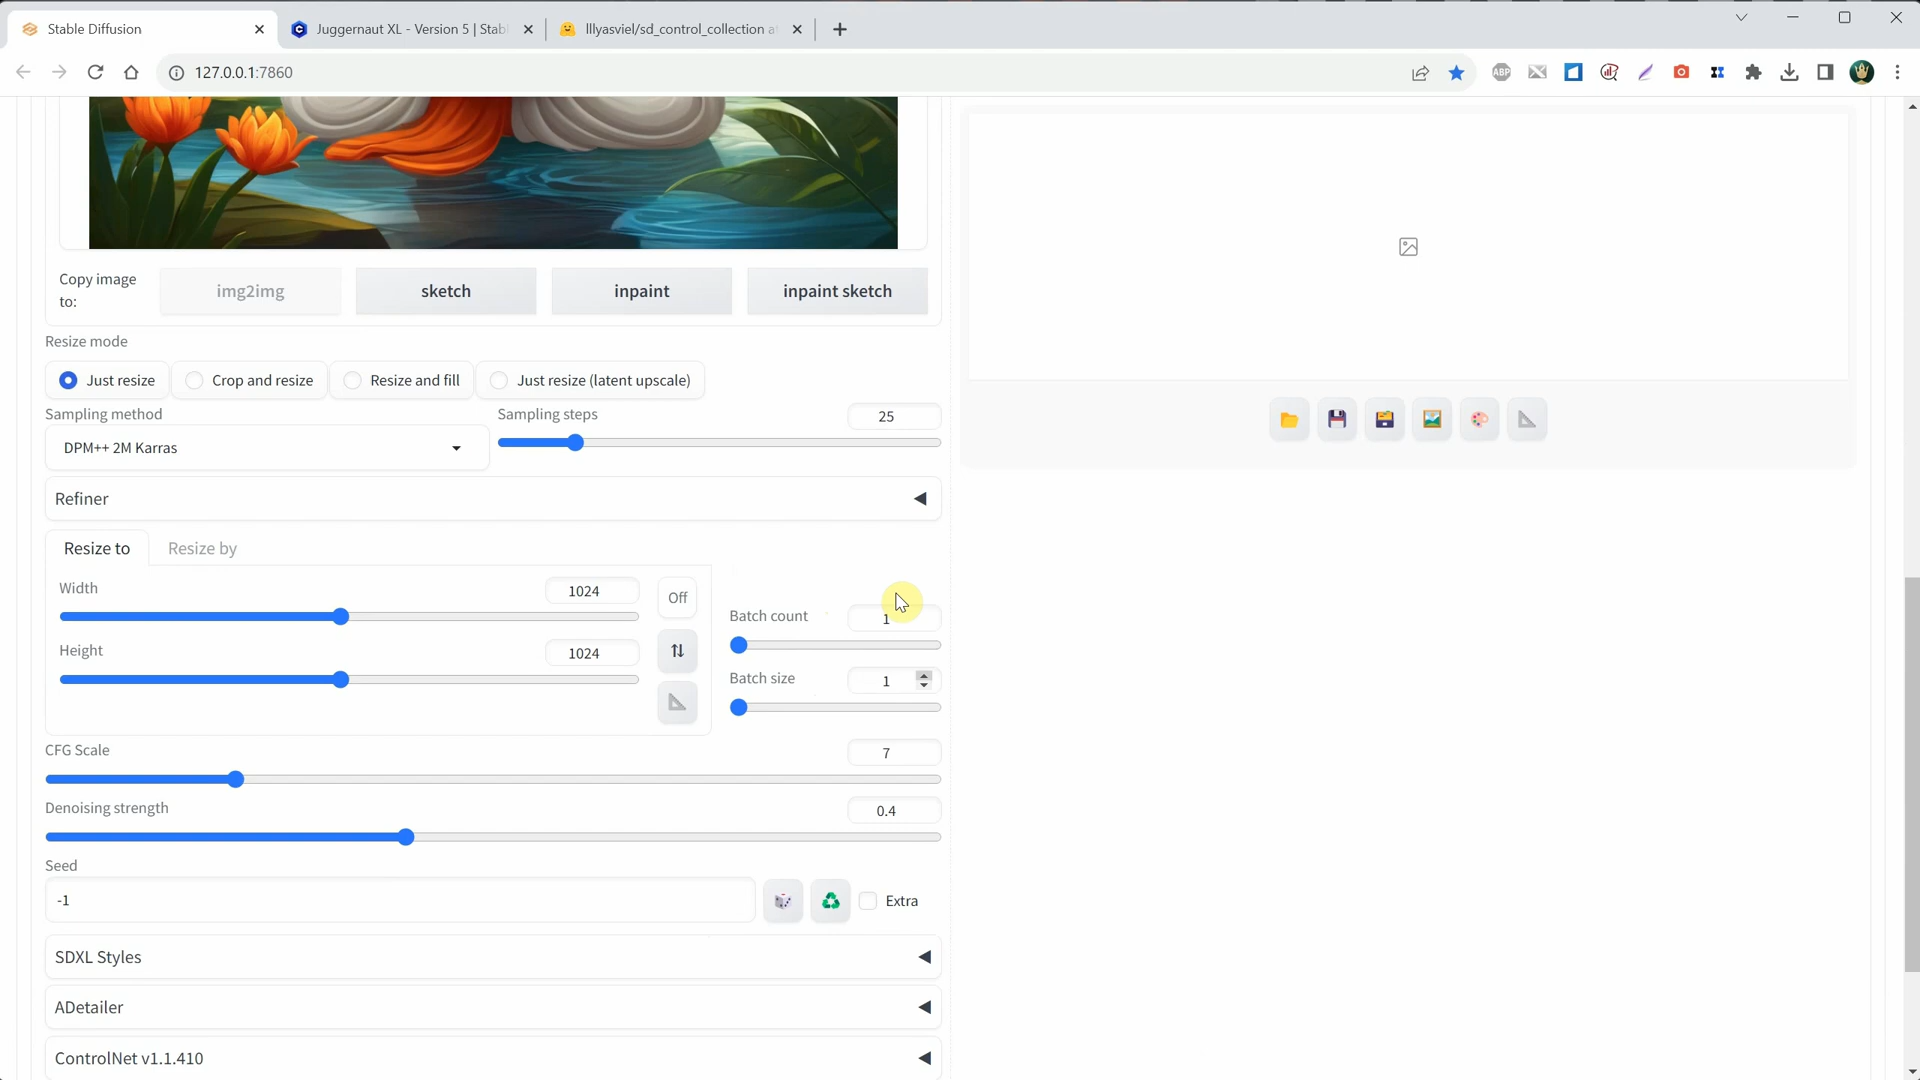 Stable Diffusion
Juggernaut XL - Version 5 | Stabl
lllyasviel/sd_control_collection at
127.0.0.1:7860
ABP
Copy image
to:
img2img
sketch
inpaint
inpaint sketch
Resize mode
Just resize
Crop and resize
Resize and fill
Just resize (latent upscale)
Sampling method
Sampling steps
25
DPM++ 2M Karras
Refiner
Resize to
Resize by
Width
1024
Off
Batch count
1
Height
1024
Batch size
1
CFG Scale
7
Denoising strength
0.4
Seed
-1
Extra
SDXL Styles
ADetailer
ControlNet v1.1.410